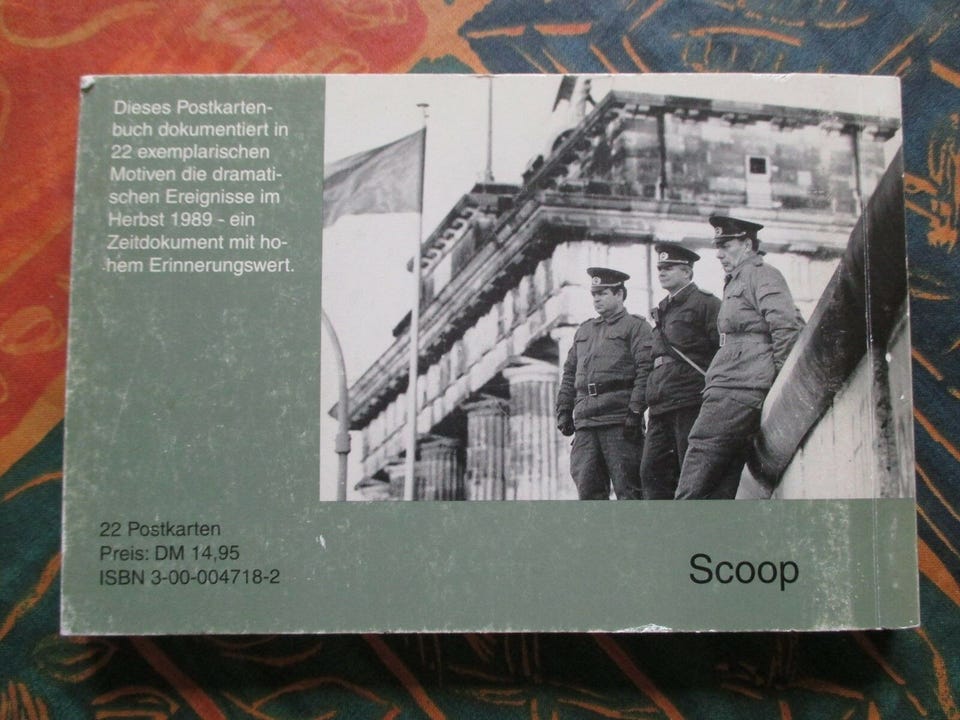 Dieses Postkarten-
buch dokumentiert in
22 exemplarischen
Motiven die dramati-
schen Ereignisse im
Herbst 1989 - ein
Zeitdokument mit ho-
hem Erinnerungswert.
22 Postkarten
Preis: DM 14,95
ISBN 3-00-004718-2
Scoop